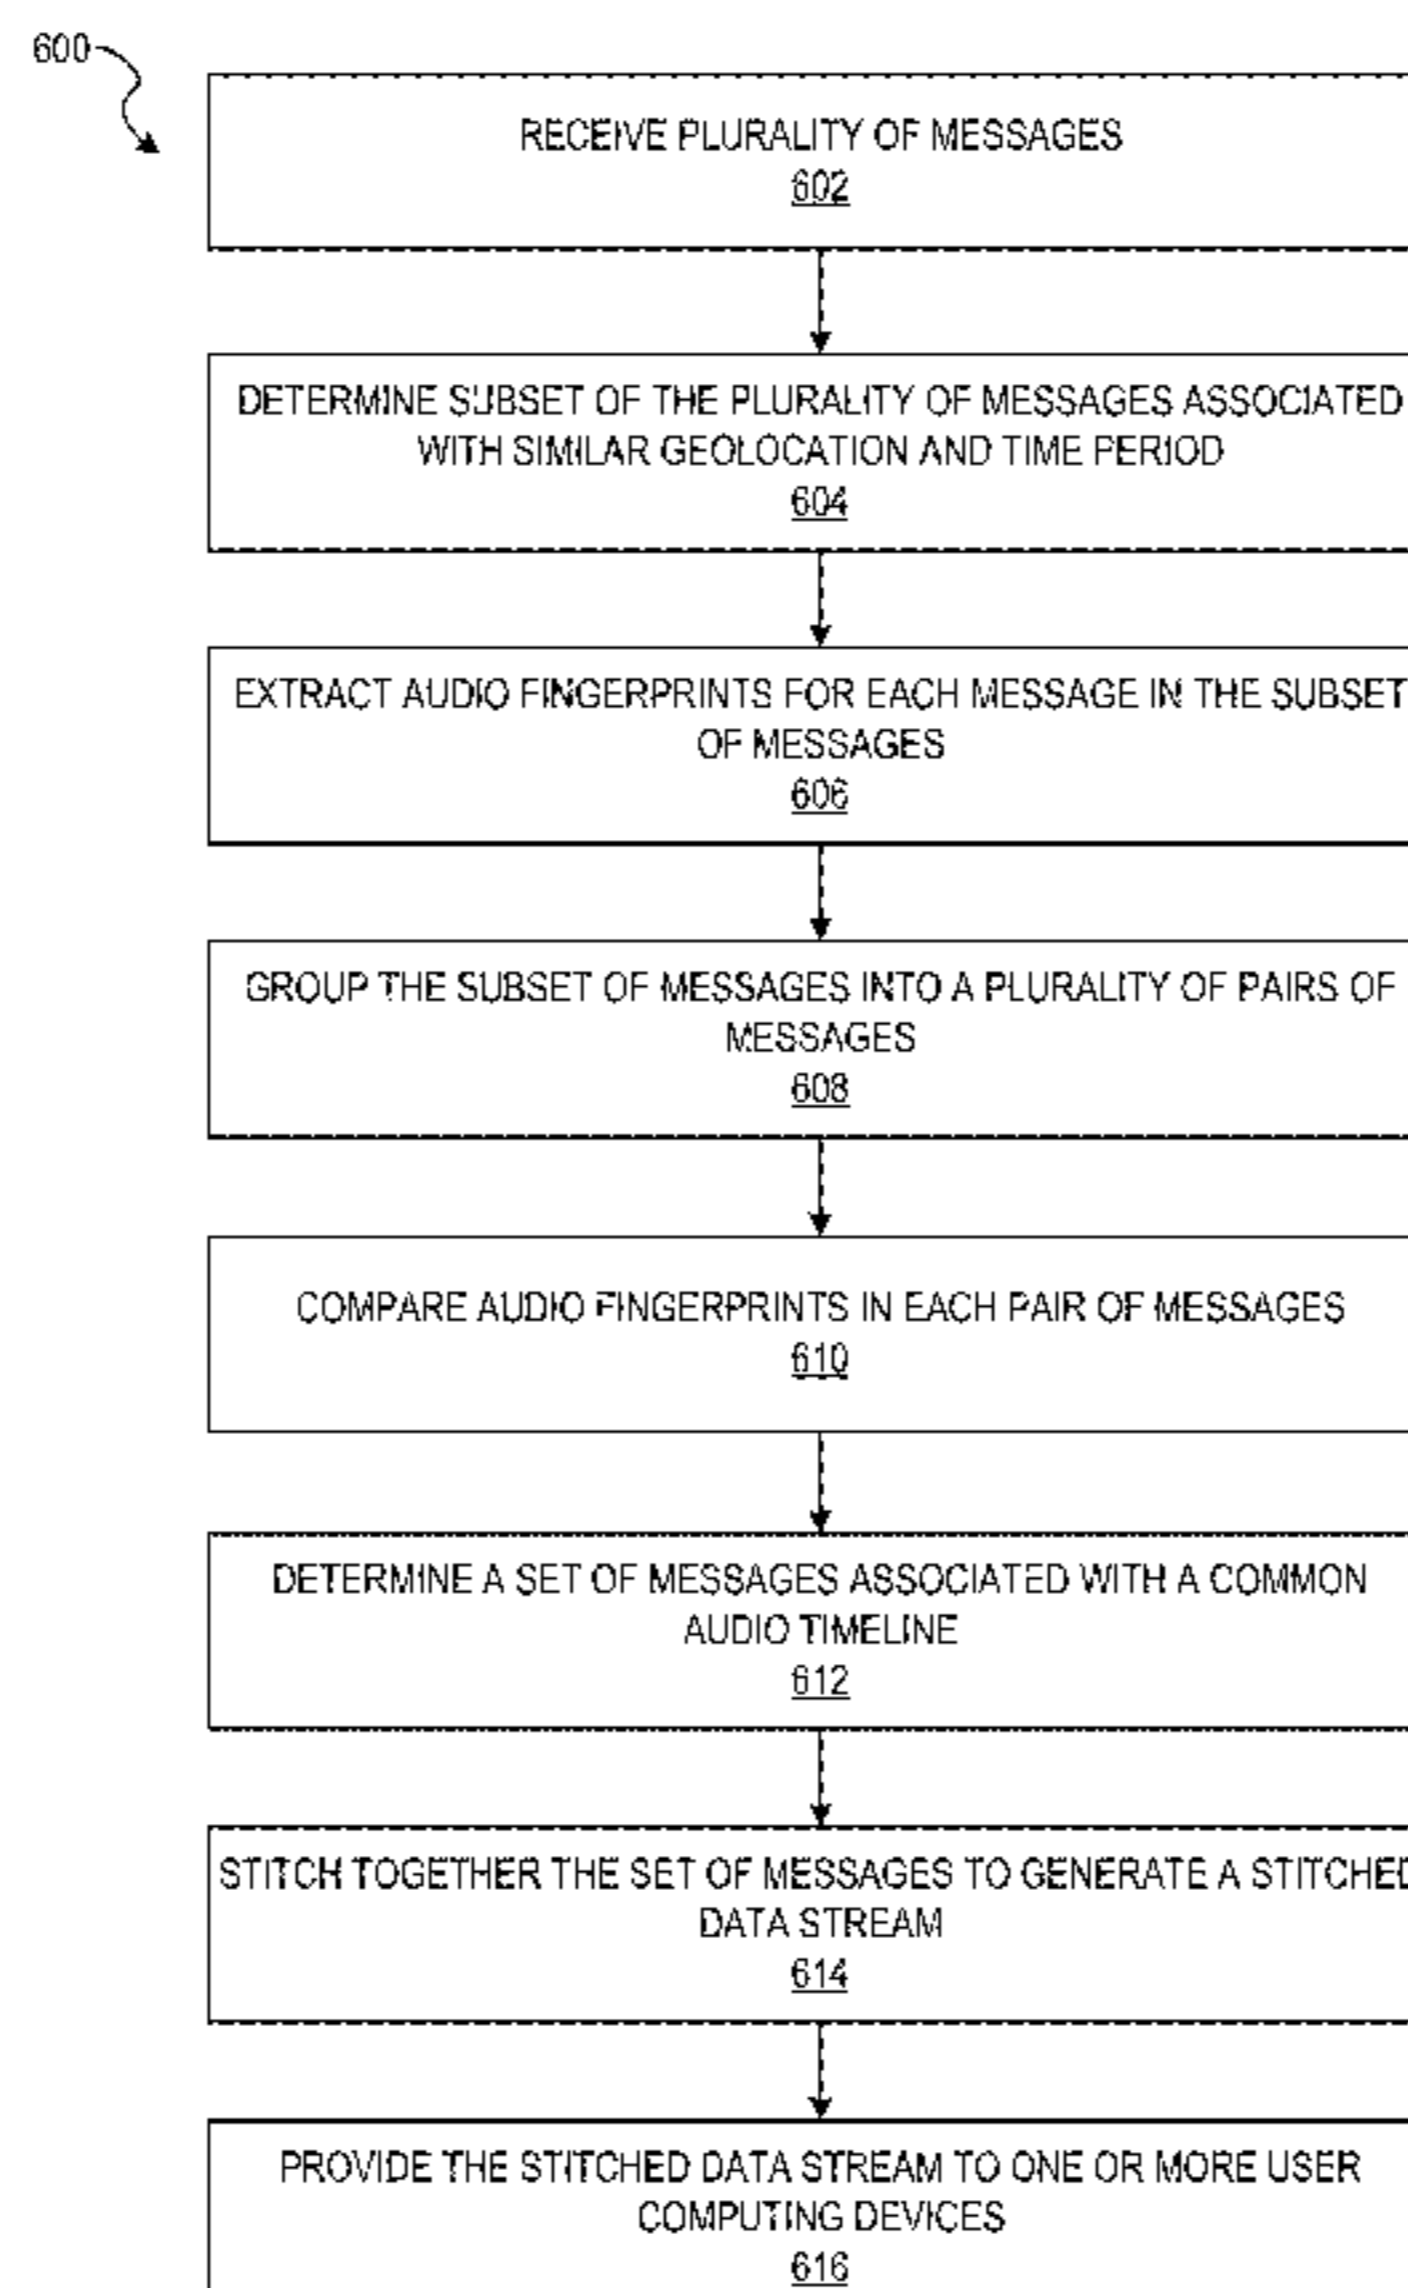 600
RECEIVE PLURALITY OF MESSAGES
602
DETERMINE SUBSET OF THE PLURALITY OF MESSAGES ASSOCIATED
WITH SIMILAR GEOLOCATION AND TIME PERIOD
604
EXTRACT AUDIO FINGERPRINTS FOR EACH MESSAGE IN THE SUBSET
OF MESSAGES
606
GROUP THE SUBSET OF MESSAGES INTO A PLURALITY OF PAIRS OF
MESSAGES
608
COMPARE AUDIO FINGERPRINTS IN EACH PAIR OF MESSAGES
610
DETERMINE A SET OF MESSAGES ASSOCIATED WITH A COMMON
AUDIO TIMELINE
612
STITCH TOGETHER THE SET OF MESSAGES TO GENERATE A STITCHED
DATA STREAM
614
PROVIDE THE STITCHED DATA STREAM TO ONE OR MORE USER
COMPUTING DEVICES
616